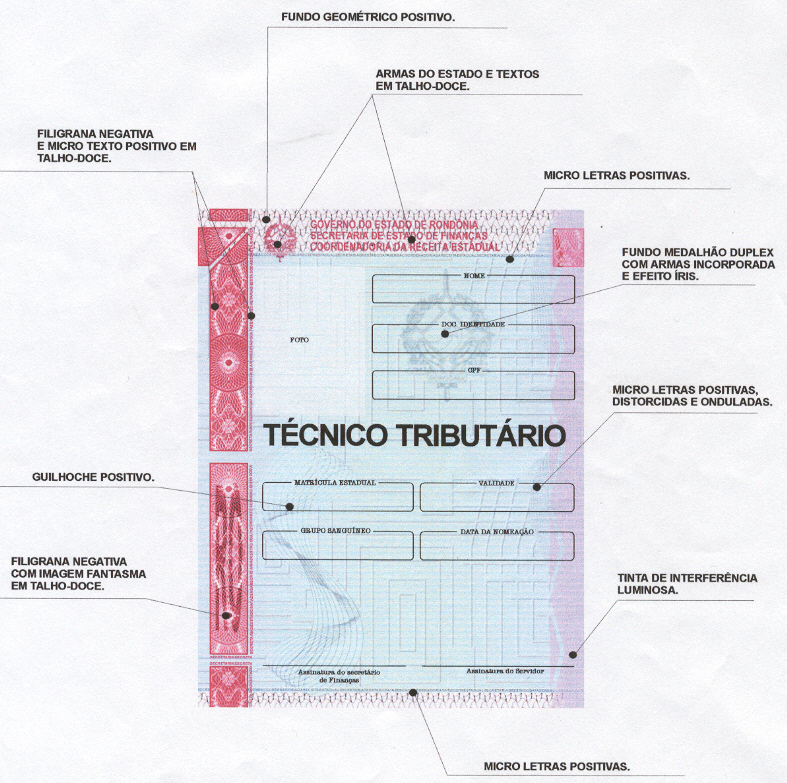 FUNDO GEOMÉTRICO POSITIVO.
ARMAS DO ESTADO E TEXTOS
EM TALHO-DOCE.
FILIGRANA NEGATIVA
E MICRO TEXTO POSITIVO EM
TALHO-DOCE.
MICRO LETRAS POSITIVAS.
GOVERNO DO ESTADO DE RONDÔNIA
SECRETARIA DE ESTADO DE FINANÇAS
COORDENADORIA DA RECEITA ESTADUAL
FUNDO MEDALHÃO DUPLEX
COM ARMAS INCORPORADA
E EFEITO ÍRIS.
NOME
FOTO
DOC. IDENTIDADE
CPF
MICRO LETRAS POSITIVAS,
DISTORCIDAS E ONDULADAS.
TÉCNICO TRIBUTÁRIO
GUILHOCHE POSITIVO.
MATRÍCULA ESTADUAL
VALIDADE
GRUPO SANGUÍNEO
DATA DA NOMEAÇÃO
FILIGRANA NEGATIVA
COM IMAGEM FANTASMA
EM TALHO-DOCE.
TINTA DE INTERFERÊNCIA
LUMINOSA.
Assinatura do secretário
de Finanças
Assinatura do Servidor
MICRO LETRAS POSITIVAS.